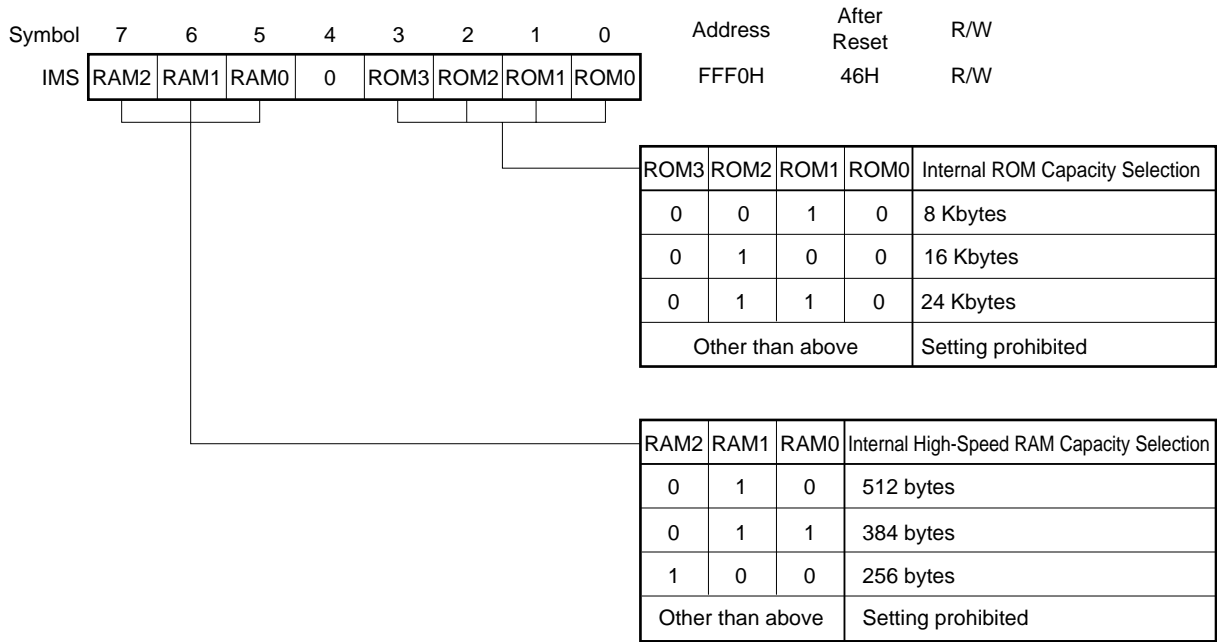 Symbol 7 6 5 4 3 2 1 0 Address After Reset R/W
IMS RAM2 RAM1 RAM0 0 ROM3 ROM2 ROM1 ROM0 FFF0H 46H R/W
ROM3 ROM2 ROM1 ROM0 Internal ROM Capacity Selection
0 0 1 0 8 Kbytes
0 1 0 0 16 Kbytes
0 1 1 0 24 Kbytes
Other than above Setting prohibited
RAM2 RAM1 RAM0 Internal High-Speed RAM Capacity Selection
0 1 0 512 bytes
0 1 1 384 bytes
1 0 0 256 bytes
Other than above Setting prohibited